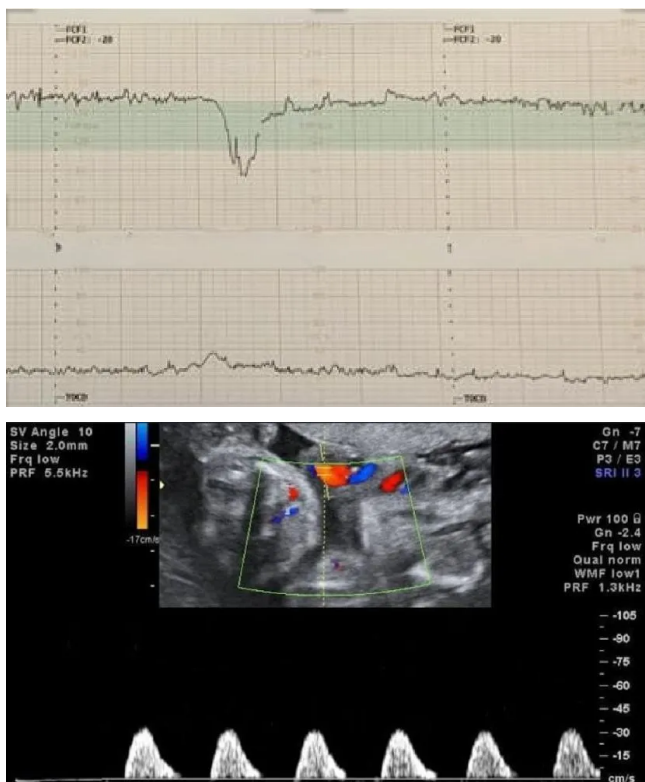 FCF1
FCF2: -20
FCF1
FCF2: -20
TOCO
TOCO
SV Angle 10
Size 2.0mm
Frq low
PRF 5.5kHz
-17cm/s
Gn -7
C7 / M7
P3 / E3
SRI II 3
Pwr 100
Gn -2.4
Frq low
Qual norm
WMF low1
PRF 1.3kHz
-105
-90
-75
-60
-45
-30
-15
cm/s